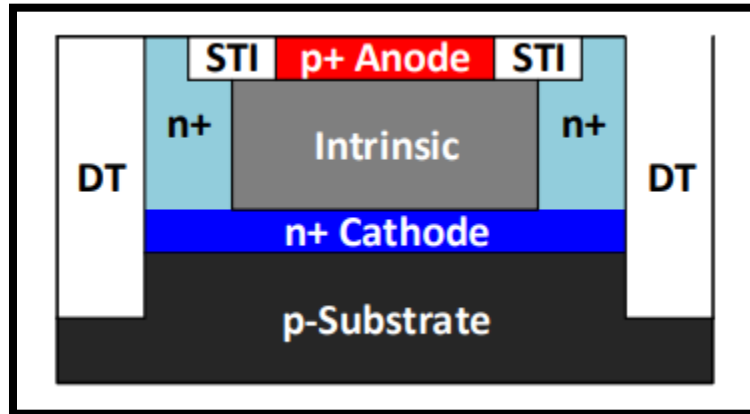 STI p+ Anode STI
n+ n+
Intrinsic
DT DT
n+ Cathode
p-Substrate